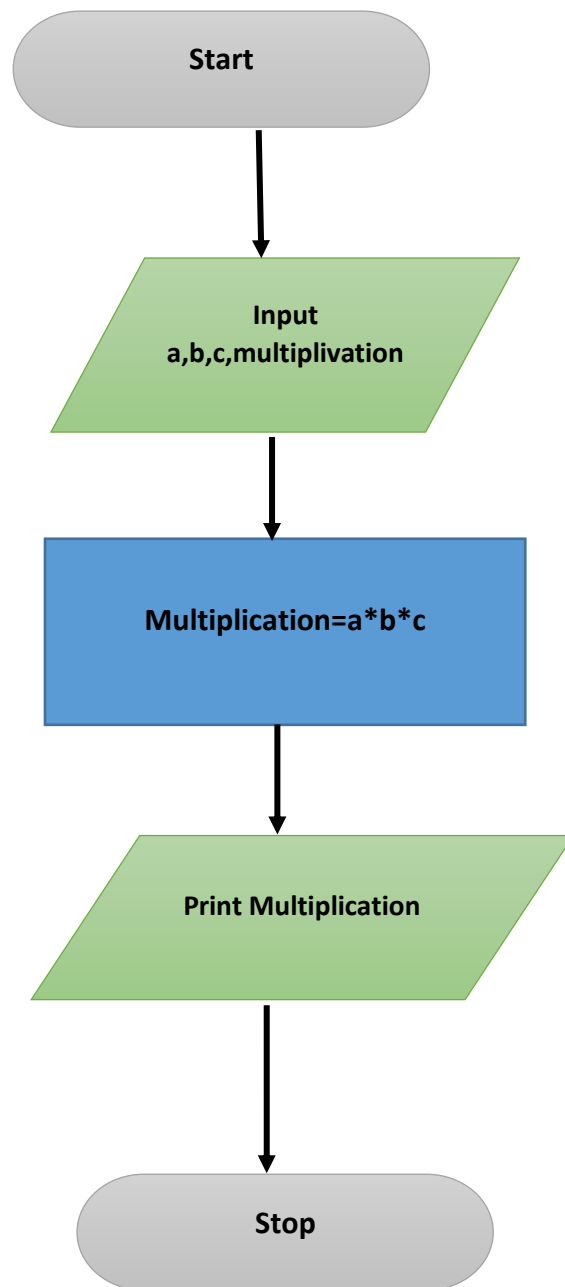 Start
Input
a,b,c,multiplivation
Multiplication=a*b*c
Print Multiplication
Stop